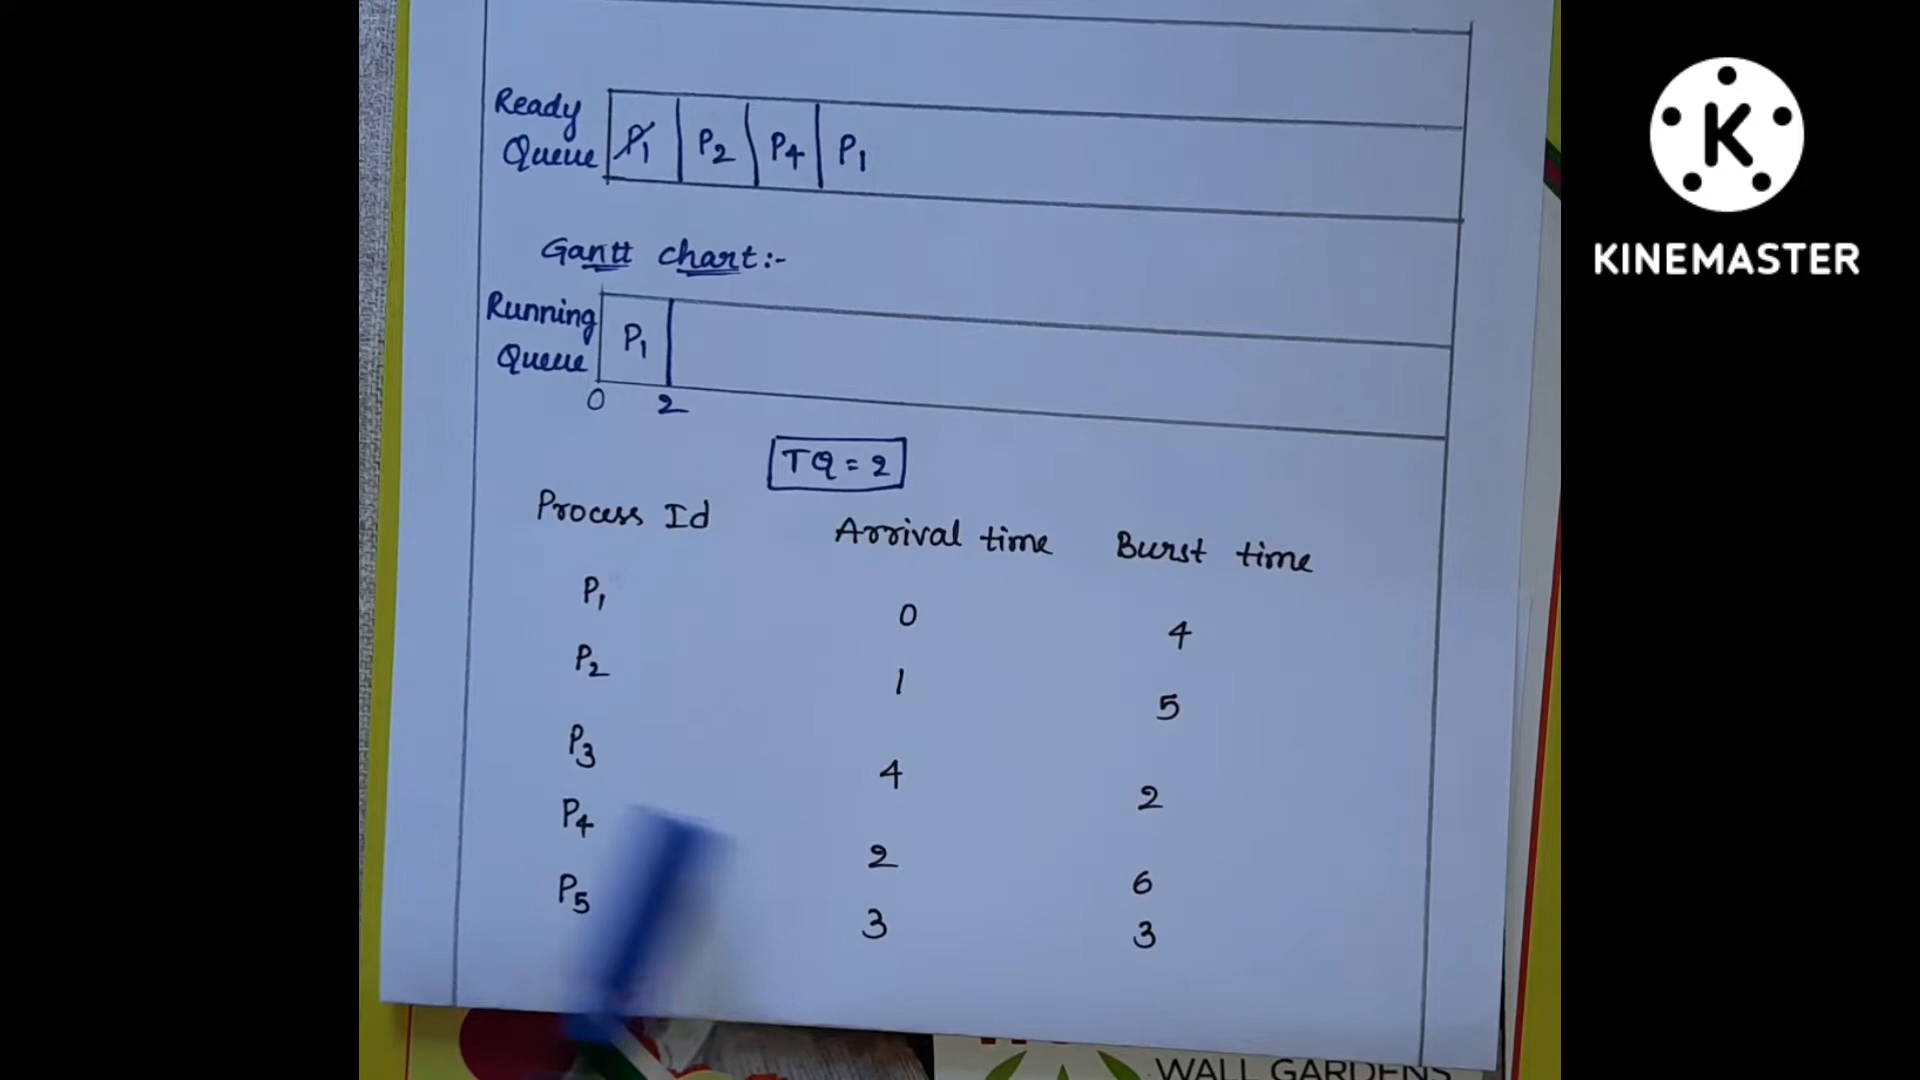 Ready
Queue
P1 P2 P4 P1
Gantt chart:-
Running
Queue
P1
0 2
TQ = 2
Process Id Arrival time Burst time
P1 0 4
P2 1 5
P3 4 2
P4 2 6
P5 3 3
K
KINEMASTER
WALL GARDENS